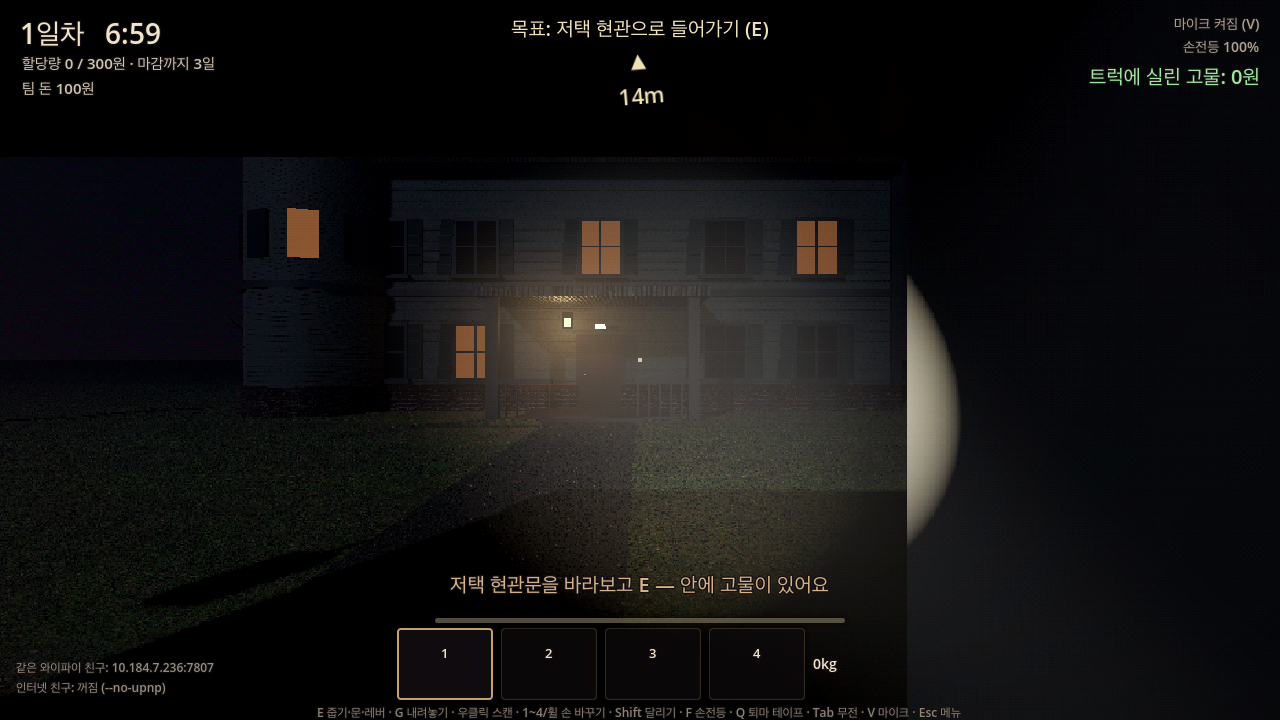 1일차 6:59
할당량 0 / 300원 · 마감까지 3일
팀 돈 100원
목표: 저택 현관으로 들어가기 (E)
▲
14m
마이크 켜짐 (V)
손전등 100%
트럭에 실린 고물: 0원
저택 현관문을 바라보고 E — 안에 고물이 있어요
1 2 3 4 0kg
같은 와이파이 친구: 10.184.7.236:7807
인터넷 친구: 꺼짐 (--no-upnp)
E 줍기·문·레버 · G 내려놓기 · 우클릭 스캔 · 1~4/휠 손 바꾸기 · Shift 달리기 · F 손전등 · Q 퇴마 테이프 · Tab 무전 · V 마이크 · Esc 메뉴